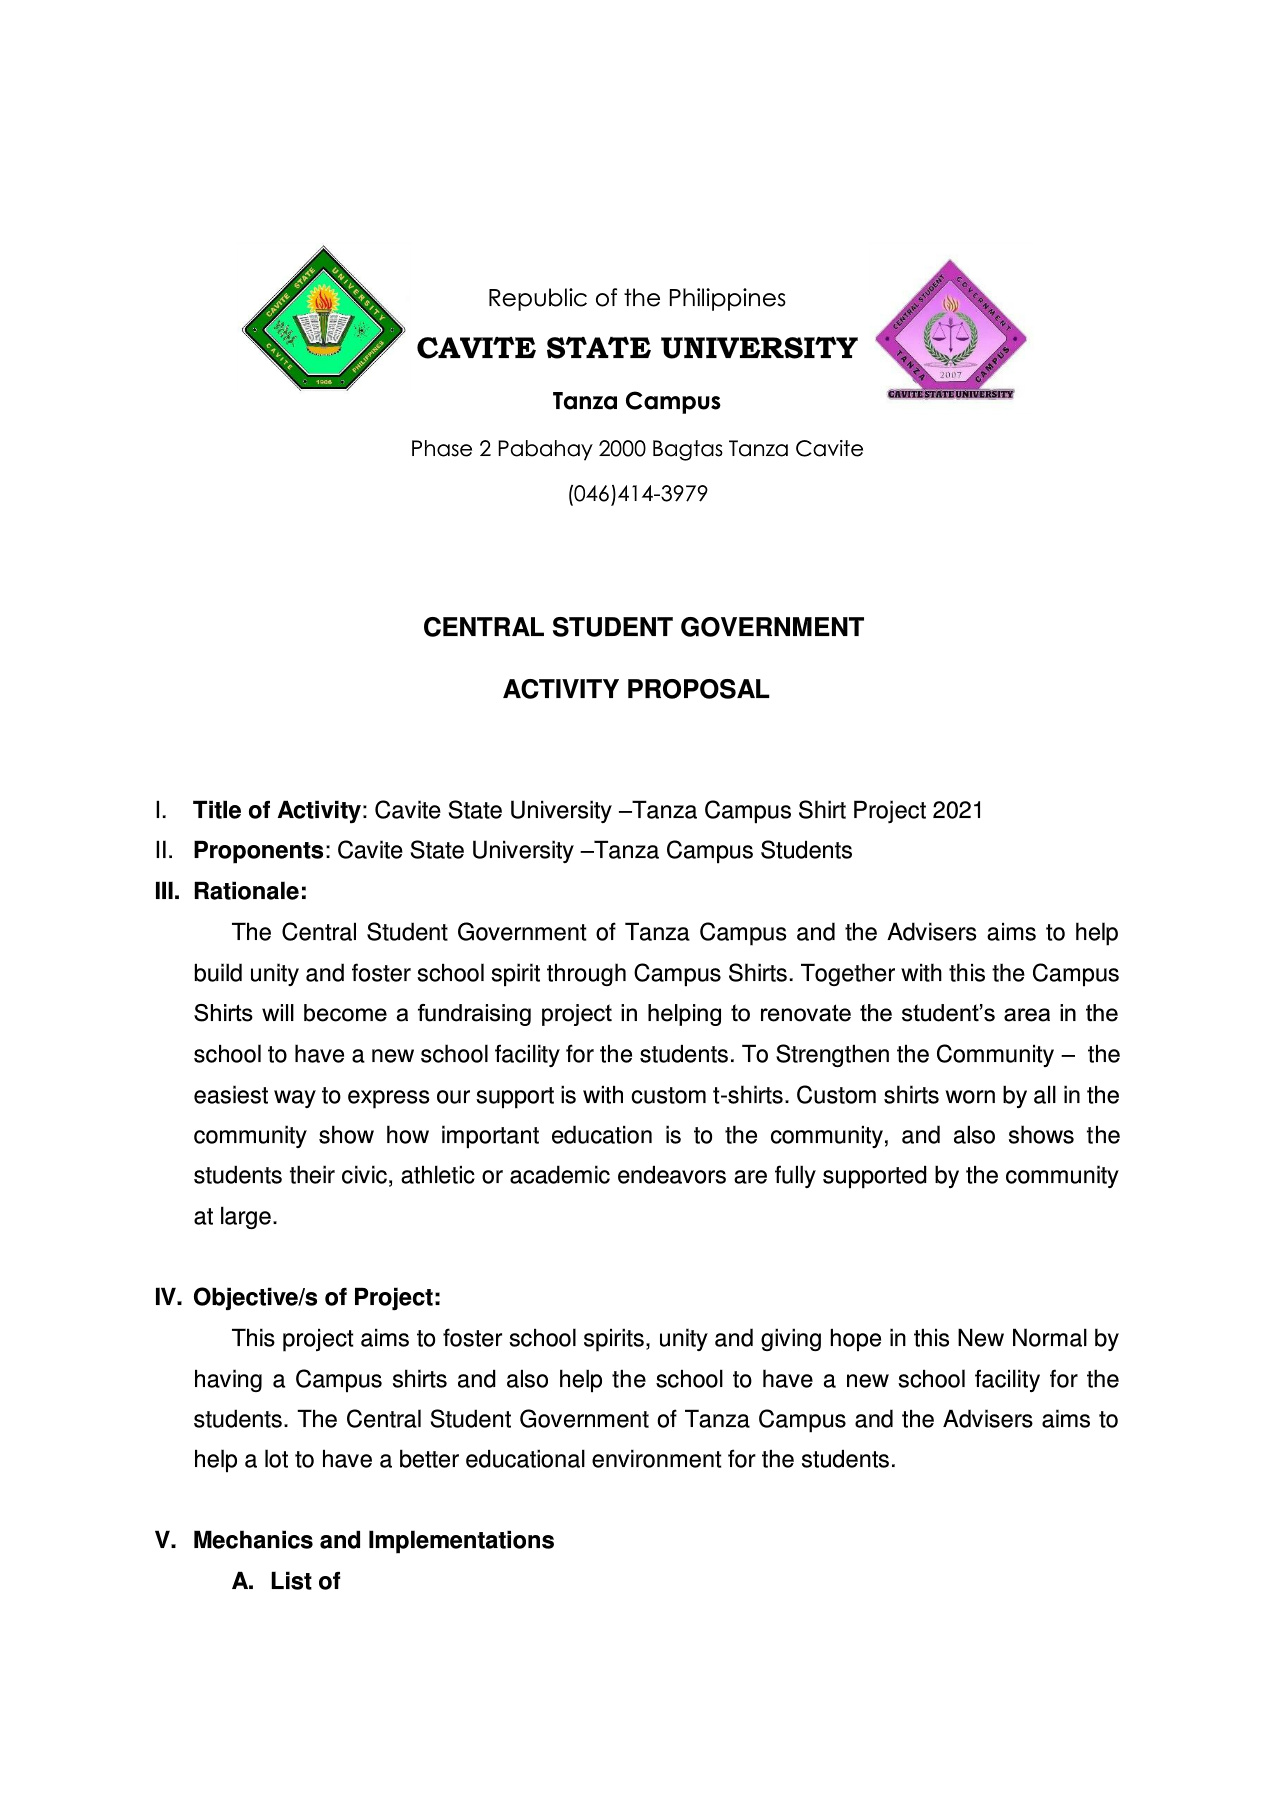 CAVITE STATE UNIVERSITY
CAVITE PHILIPPINES
1906
Republic of the Philippines
CAVITE STATE UNIVERSITY
Tanza Campus
Phase 2 Pabahay 2000 Bagtas Tanza Cavite
(046)414-3979
CENTRAL STUDENT GOVERNMENT
TANZA CAMPUS
2007
CAVITE STATE UNIVERSITY
CENTRAL STUDENT GOVERNMENT
ACTIVITY PROPOSAL
I. Title of Activity: Cavite State University –Tanza Campus Shirt Project 2021
II. Proponents: Cavite State University –Tanza Campus Students
III. Rationale:
The Central Student Government of Tanza Campus and the Advisers aims to help
build unity and foster school spirit through Campus Shirts. Together with this the Campus
Shirts will become a fundraising project in helping to renovate the student’s area in the
school to have a new school facility for the students. To Strengthen the Community – the
easiest way to express our support is with custom t-shirts. Custom shirts worn by all in the
community show how important education is to the community, and also shows the
students their civic, athletic or academic endeavors are fully supported by the community
at large.
IV. Objective/s of Project:
This project aims to foster school spirits, unity and giving hope in this New Normal by
having a Campus shirts and also help the school to have a new school facility for the
students. The Central Student Government of Tanza Campus and the Advisers aims to
help a lot to have a better educational environment for the students.
V. Mechanics and Implementations
A. List of